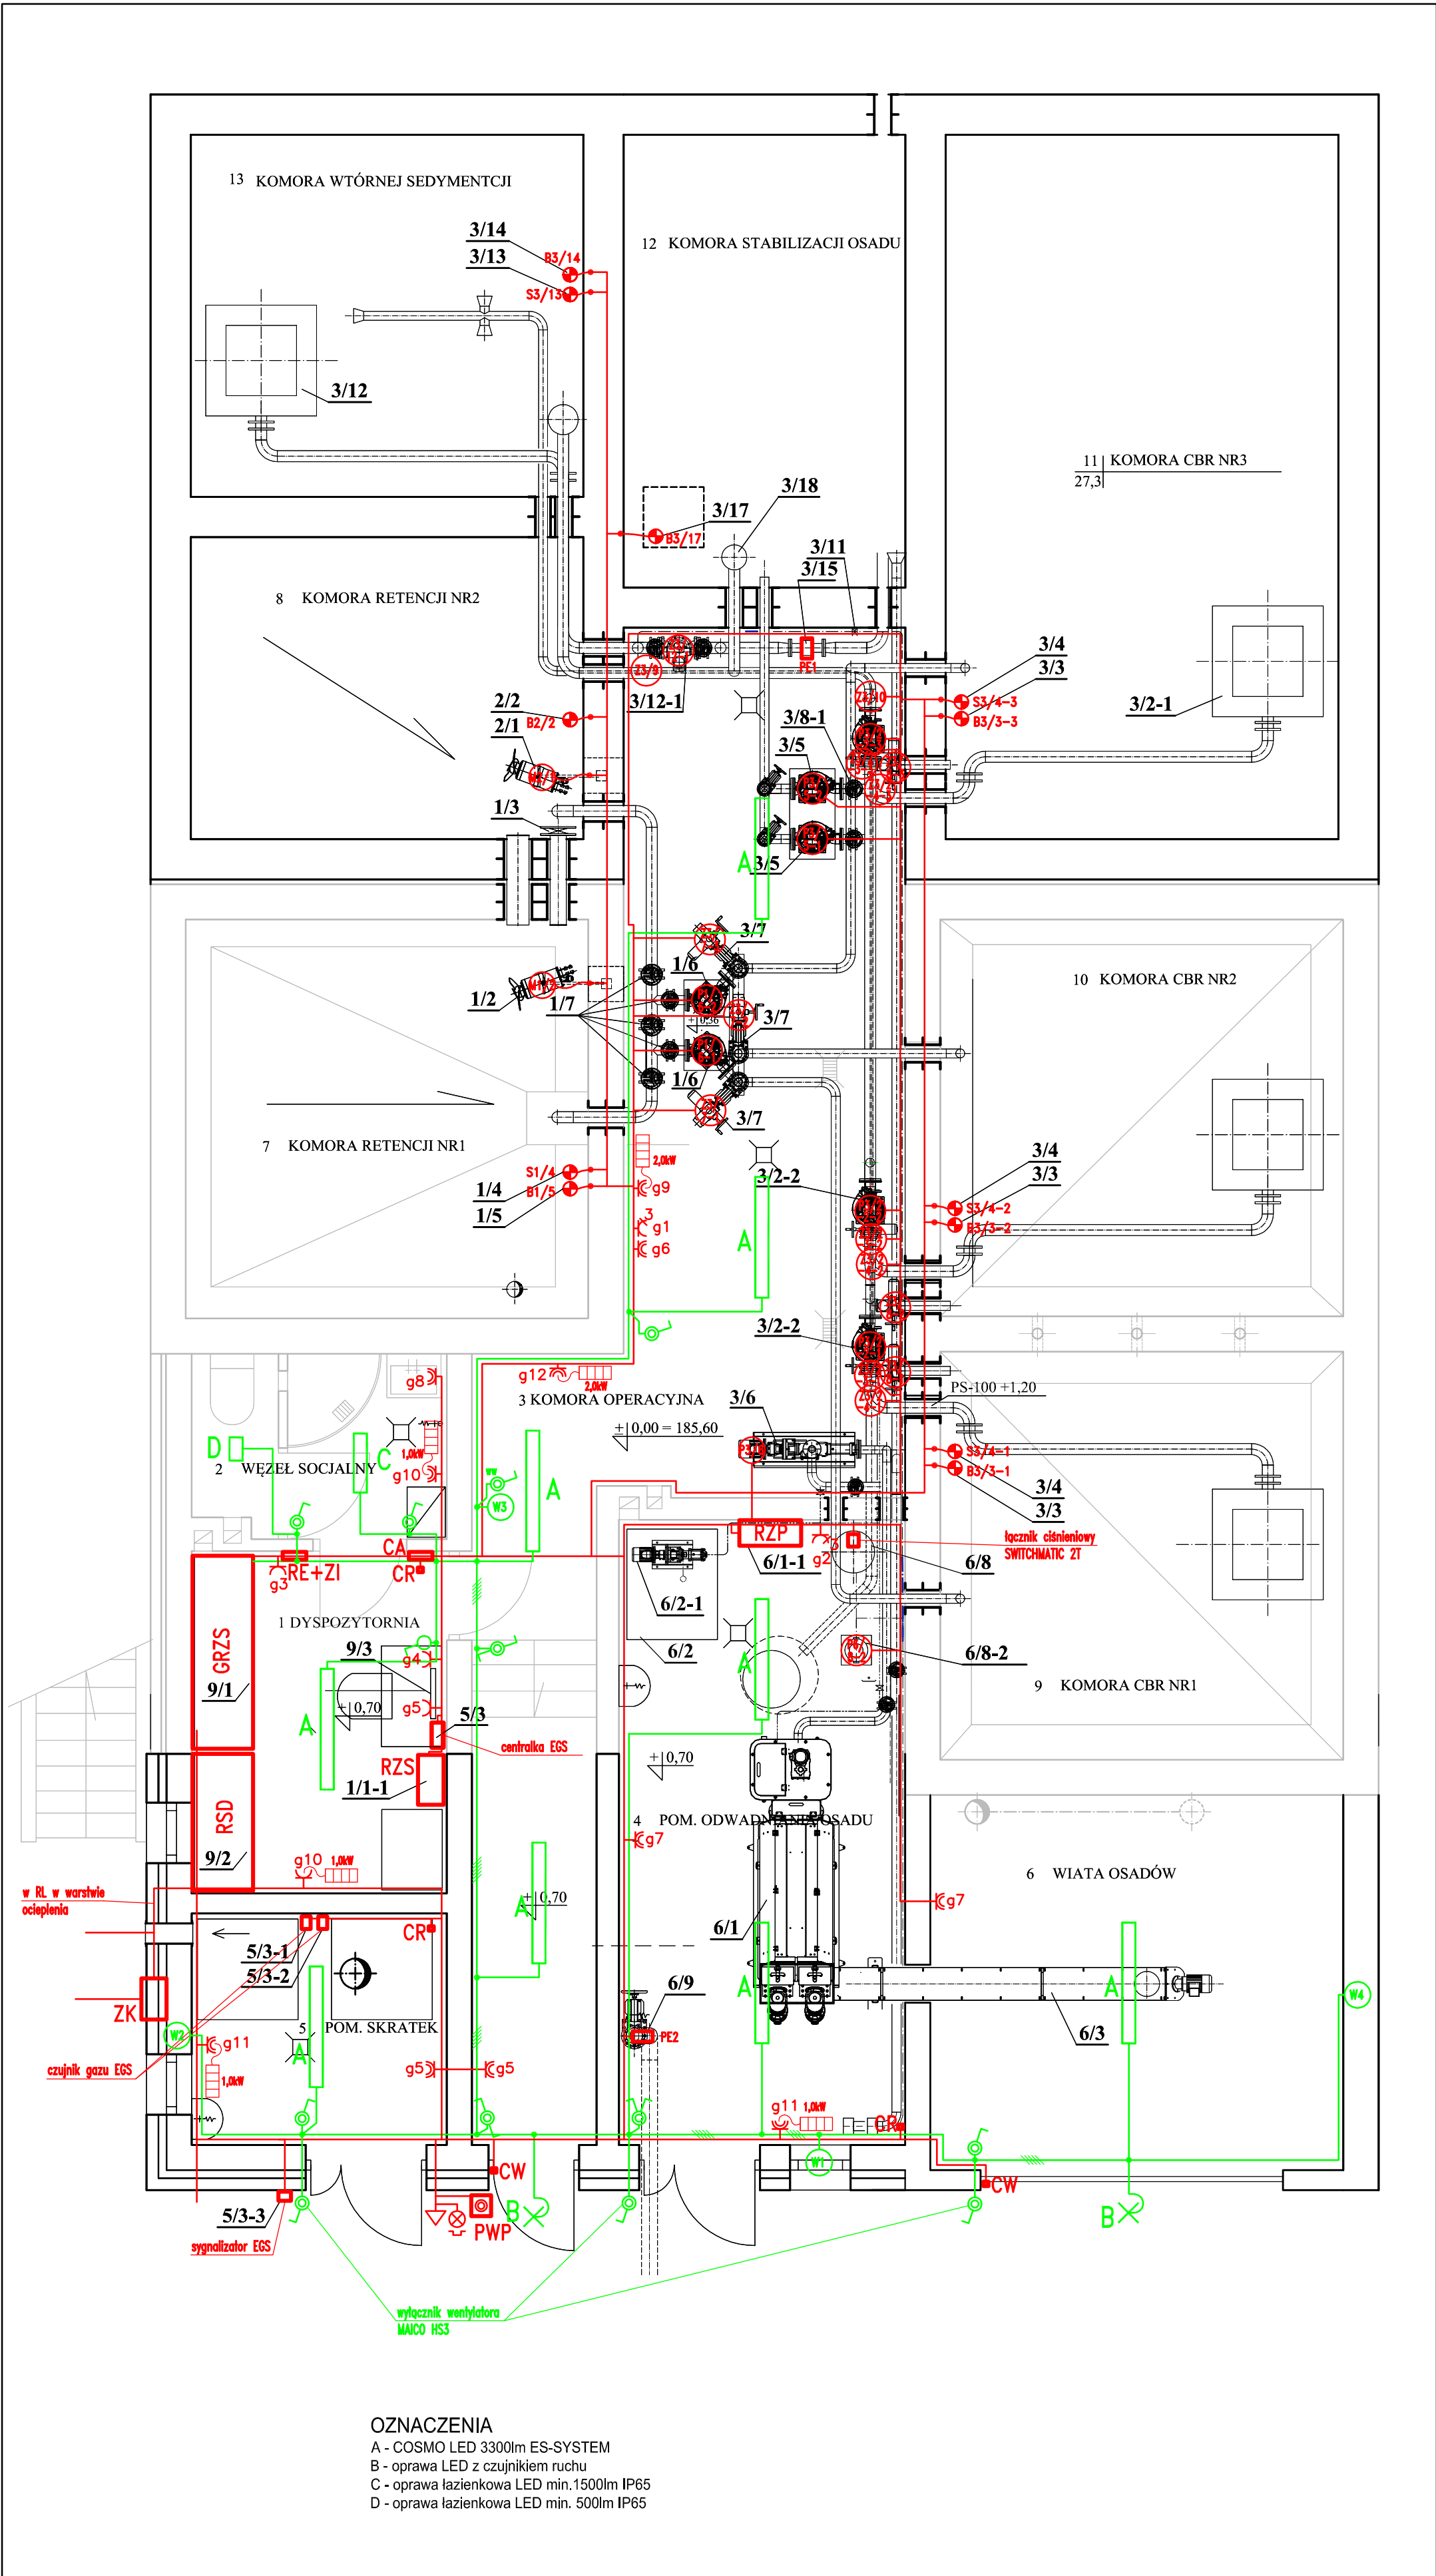 13 KOMORA WTÓRNEJ SEDYMENTCJI
3/14
B3/14
3/13
S3/13
12 KOMORA STABILIZACJI OSADU
3/12
11 KOMORA CBR NR3
27,3
3/18
3/17
B3/17
3/11
3/15
8 KOMORA RETENCJI NR2
PE1
Z3/9
3/12-1
3/4
S3/4-3
3/3
B3/3-3
3/2-1
2/2
B2/2
2/1
3/8-1
3/5
1/3
3/5
A
3/7
1/6
10 KOMORA CBR NR2
1/2
1/7
3/7
1/6
3/7
7 KOMORA RETENCJI NR1
2,0kW
S1/4
1/4
B1/5
1/5
g9
3
g1
g6
3/2-2
A
3/4
3/3
S3/4-2
B3/3-2
3/2-2
g12
2,0kW
g8
3 KOMORA OPERACYJNA
3/6
PS-100 +1,20
+ 0,00 = 185,60
D
C
1,0kW
2 WĘZEŁ SOCJALNY
g10
A
W3
S3/4-1
B3/3-1
3/4
3/3
CA
RZP
łącznik ciśnieniowy
SWITCHMATIC 2T
g3
RE+ZI
CR
6/1-1
g2
6/8
6/2-1
1 DYSPOZYTORNIA
GRZS
9/1
9/3
g4
6/2
A
6/8-2
9 KOMORA CBR NR1
+ 0,70
g5
5/3
A
centralka EGS
RZS
1/1-1
+ 0,70
RSD
9/2
4 POM. ODWADNIANIA OSADU
g7
g10 1,0kW
6 WIATA OSADÓW
w RL w warstwie
ocieplenia
A
+ 0,70
g7
6/1
CR
5/3-1
5/3-2
ZK
6/9
A
A
W4
PE2
W2
5 POM. SKRATEK
A
g11
6/3
czujnik gazu EGS
1,0kW
g5
g5
g11 1,0kW
CR
W1
CW
CW
5/3-3
PWP
B
B
sygnalizator EGS
wyłącznik wentylatora
MAICO HS3
OZNACZENIA
A - COSMO LED 3300lm ES-SYSTEM
B - oprawa LED z czujnikiem ruchu
C - oprawa łazienkowa LED min.1500lm IP65
D - oprawa łazienkowa LED min. 500lm IP65